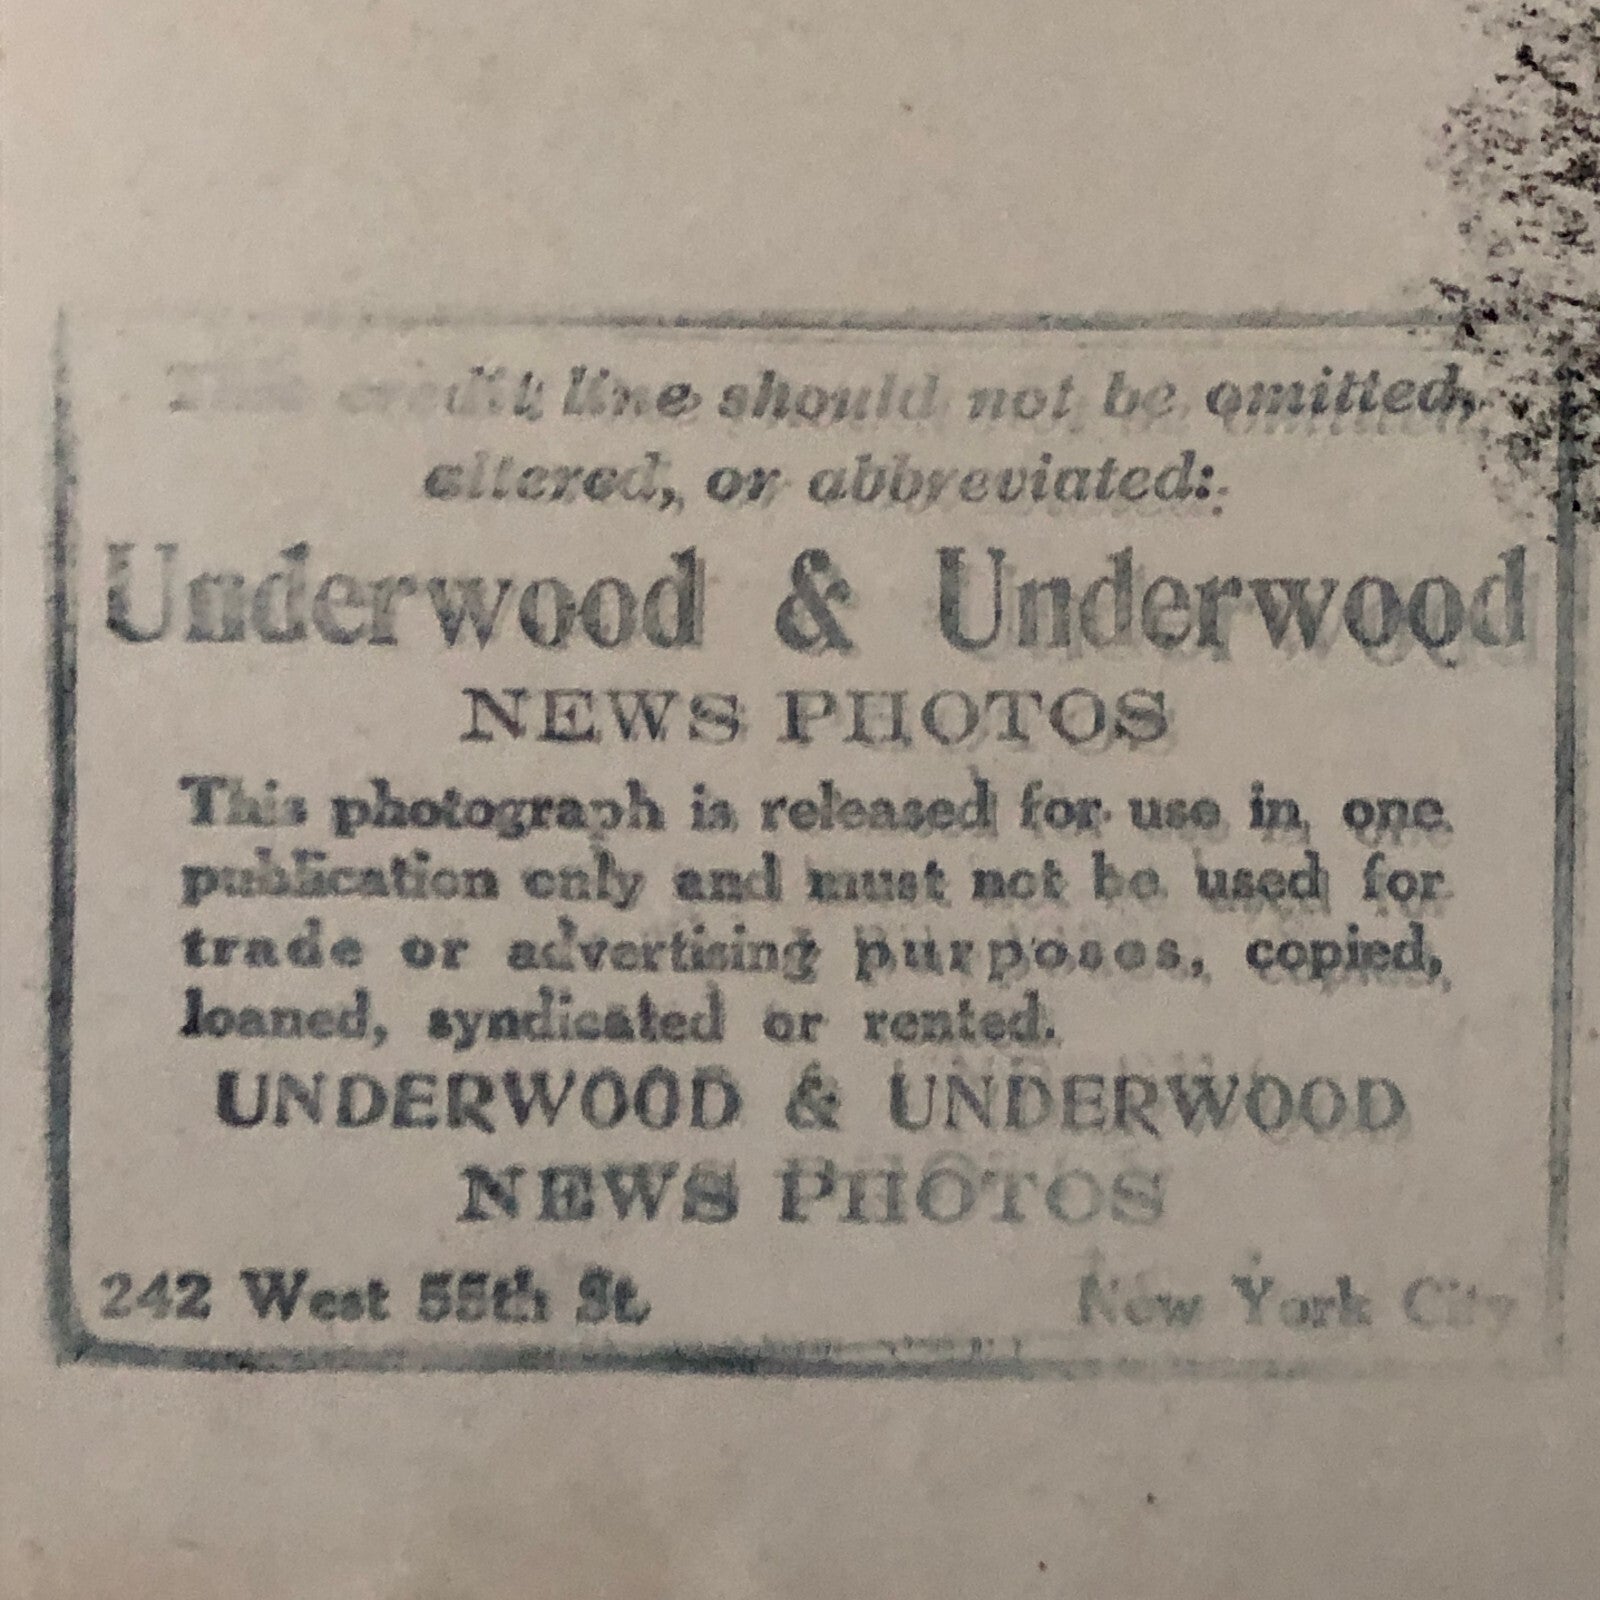 This credit line should not be omitted,
altered, or abbreviated:
Underwood & Underwood
NEWS PHOTOS
This photograph is released for use in one
publication only and must not be used for
trade or advertising purposes, copied,
loaned, syndicated or rented.
UNDERWOOD & UNDERWOOD
NEWS PHOTOS
242 West 55th St. New York City